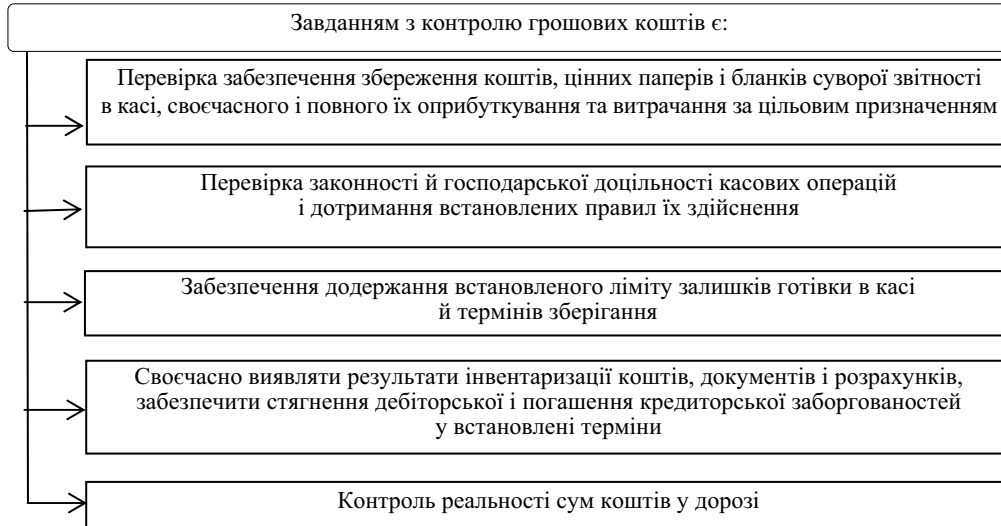 Завданням з контролю грошових коштів є:
Перевірка забезпечення збереження коштів, цінних паперів і бланків суворої звітності
в касі, своєчасного і повного їх оприбуткування та витрачання за цільовим призначенням
Перевірка законності й господарської доцільності касових операцій
і дотримання встановлених правил їх здійснення
Забезпечення додержання встановленого ліміту залишків готівки в касі
й термінів зберігання
Своєчасно виявляти результати інвентаризації коштів, документів і розрахунків,
забезпечити стягнення дебіторської і погашення кредиторської заборгованостей
у встановлені терміни
Контроль реальності сум коштів у дорозі